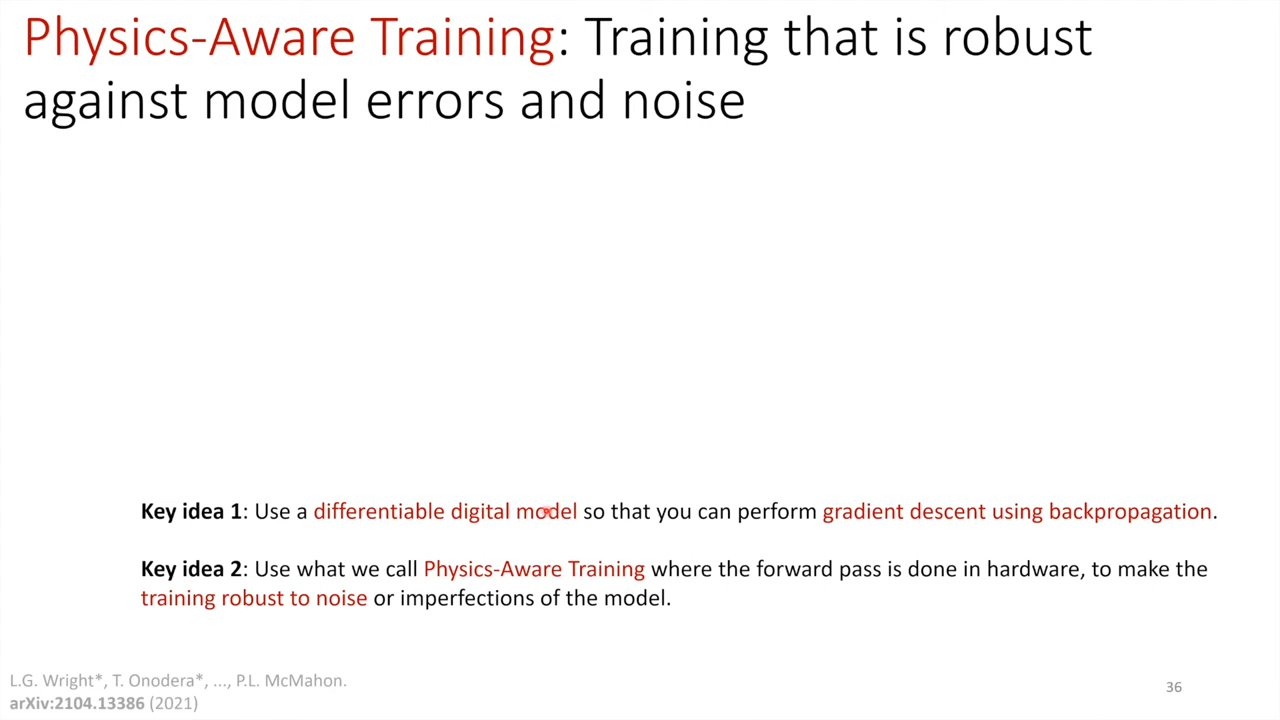 Physics-Aware Training: Training that is robust
against model errors and noise
Key idea 1: Use a differentiable digital model so that you can perform gradient descent using backpropagation.
Key idea 2: Use what we call Physics-Aware Training where the forward pass is done in hardware, to make the
training robust to noise or imperfections of the model.
L.G. Wright*, T. Onodera*, ..., P.L. McMahon.
arXiv:2104.13386 (2021)
36